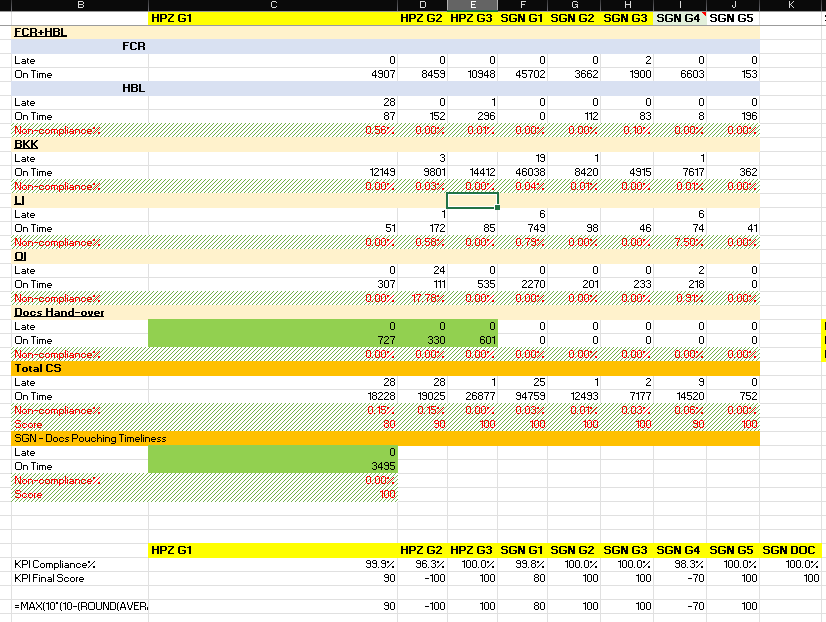 B C D E F G H I J K
HPZ G1 HPZ G2 HPZ G3 SGN G1 SGN G2 SGN G3 SGN G4 SGN G5
FCR+HBL
FCR
Late 0 0 0 0 0 2 0 0
On Time 4907 8459 10948 45702 3662 1900 6603 153
HBL
Late 28 0 1 0 0 0 0 0
On Time 87 152 296 0 112 83 8 196
Non-compliance% 0.56% 0.00% 0.01% 0.00% 0.00% 0.10% 0.00% 0.00%
BKK
Late 3 19 1 1
On Time 12149 9801 14412 46038 8420 4915 7617 362
Non-compliance% 0.00% 0.03% 0.00% 0.04% 0.01% 0.00% 0.01% 0.00%
LI
Late 1 6 6
On Time 51 172 85 749 98 46 74 41
Non-compliance% 0.00% 0.58% 0.00% 0.79% 0.00% 0.00% 7.50% 0.00%
OI
Late 0 24 0 0 0 0 2 0
On Time 307 111 535 2270 201 233 218 0
Non-compliance% 0.00% 17.78% 0.00% 0.00% 0.00% 0.00% 0.91% 0.00%
Docs Hand-over
Late 0 0 0 0 0 0 0 0
On Time 727 330 601 0 0 0 0 0
Non-compliance% 0.00% 0.00% 0.00% 0.00% 0.00% 0.00% 0.00% 0.00%
Total CS
Late 28 28 1 25 1 2 9 0
On Time 18228 19025 26877 94759 12493 7177 14520 752
Non-compliance% 0.15% 0.15% 0.00% 0.03% 0.01% 0.03% 0.06% 0.00%
Score 80 90 100 100 100 100 90 100
SGN - Docs Pouching Timeliness
Late 0
On Time 3495
Non-compliance% 0.00%
Score 100
HPZ G1 HPZ G2 HPZ G3 SGN G1 SGN G2 SGN G3 SGN G4 SGN G5 SGN DOC
KPI Compliance% 99.9% 96.3% 100.0% 99.8% 100.0% 100.0% 98.3% 100.0% 100.0%
KPI Final Score 90 -100 100 80 100 100 -70 100 100
=MAX(10*(10-(ROUND(AVER 90 -100 100 80 100 100 -70 100